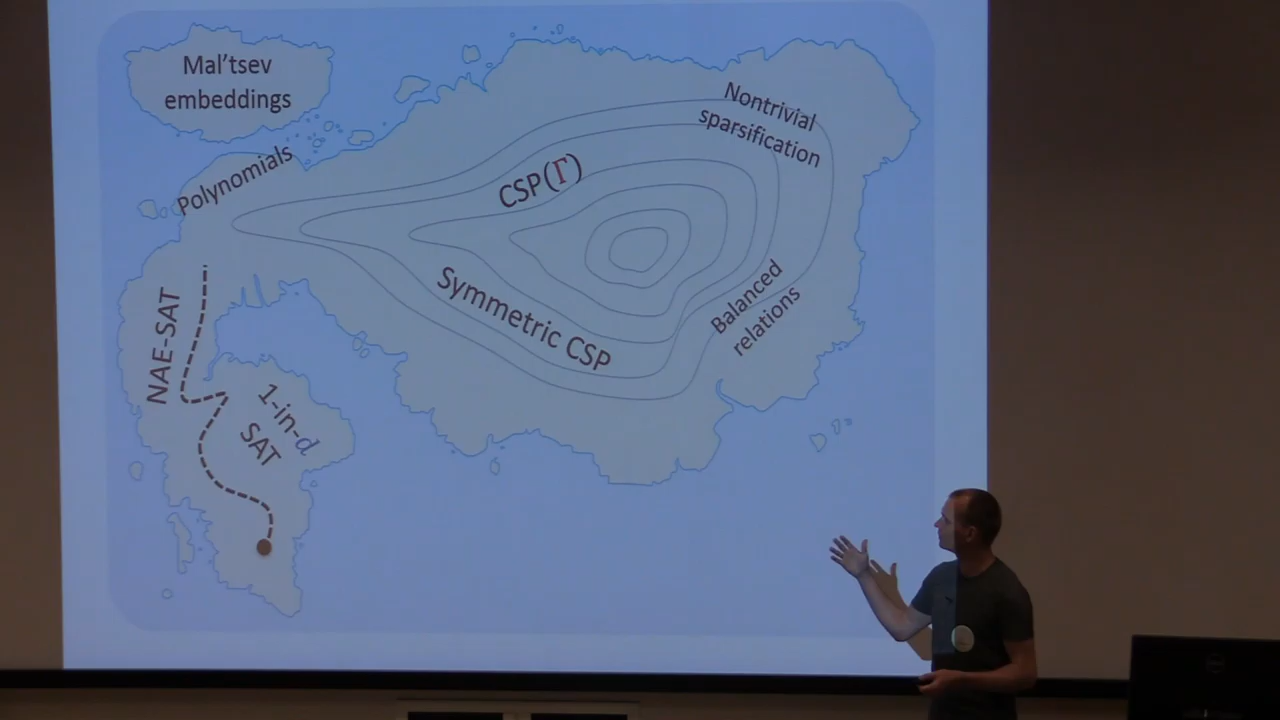 Mal'tsev
embeddings
Polynomials
Nontrivial
sparsification
CSP(Γ)
Symmetric CSP
Balanced
relations
NAE-SAT
1-in-d
SAT